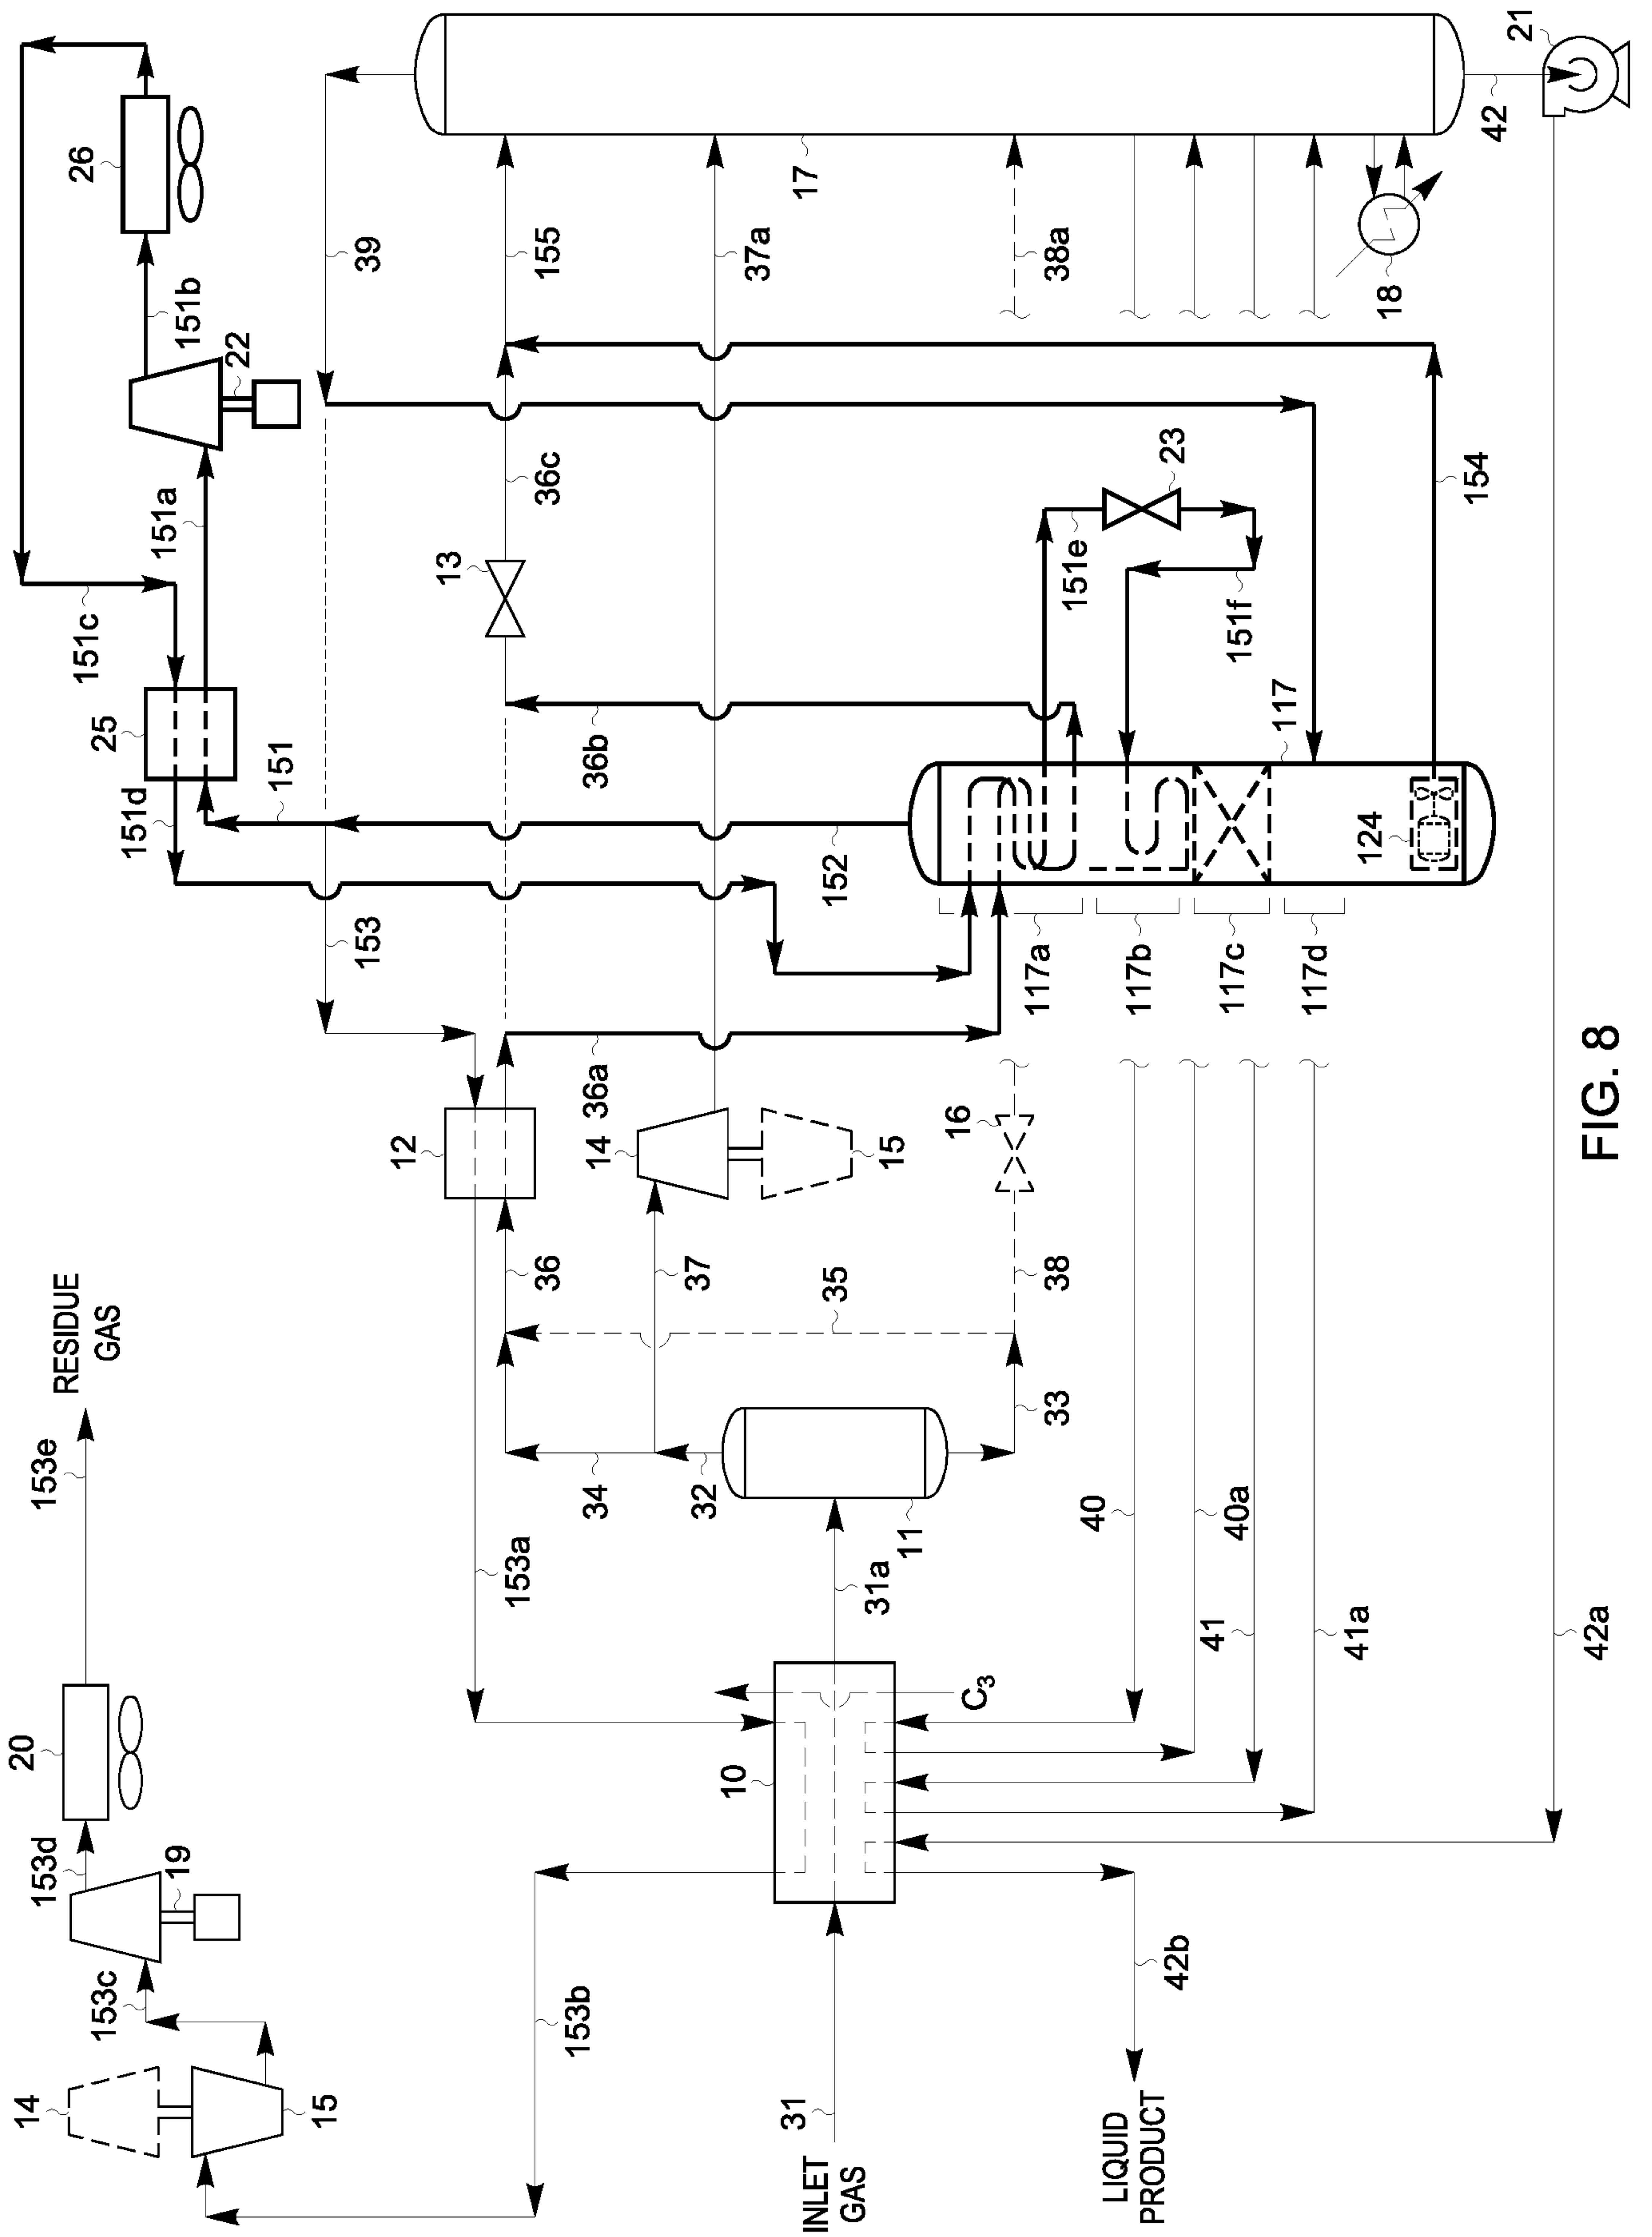 RESIDUE
GAS
153e
20
153d
19
153c
14
15
153b
153a
12
36
34
32
37
35
33
38
16
14
15
36a
153
151d
25
151
151c
151a
22
151b
26
39
13
36b
36c
155
37a
38a
17
18
42
21
152
117a
117b
117c
117d
117
124
151e
23
151f
154
INLET
GAS
31
10
C3
31a
11
40
40a
41
41a
42a
42b
LIQUID
PRODUCT
FIG. 8